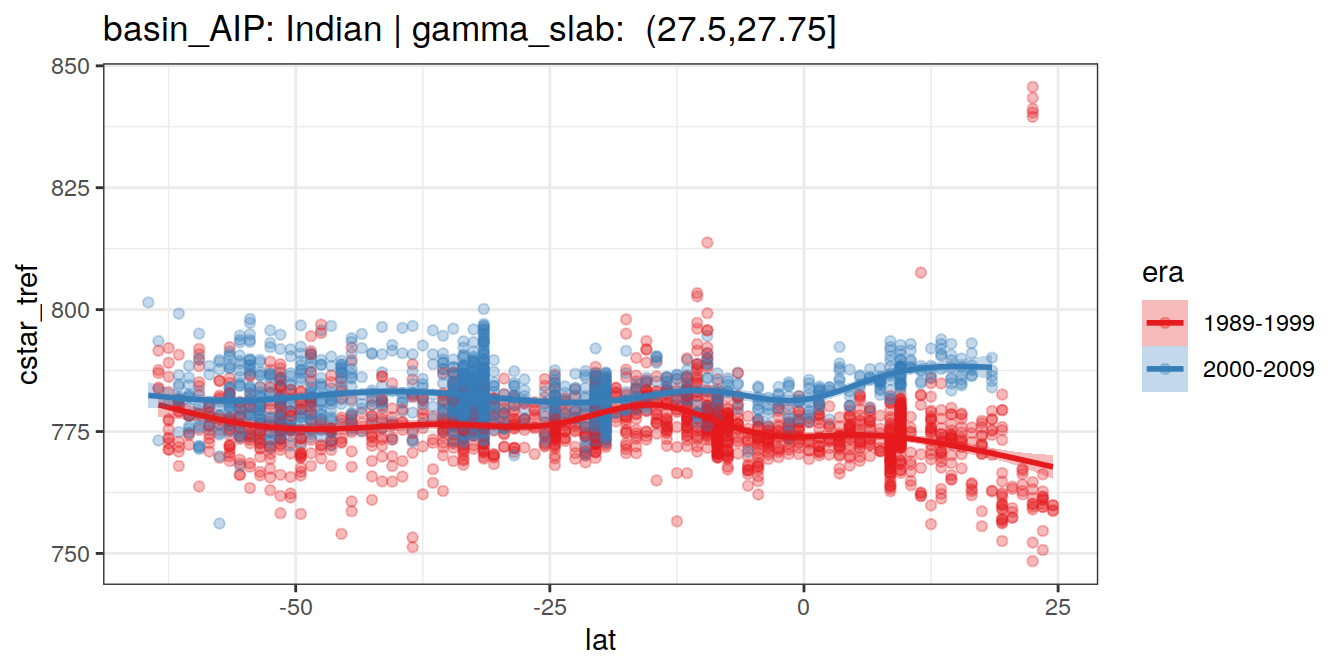 basin_AIP: Indian | gamma_slab:  (27.5,27.75]
850
825
800
775
750
cstar_tref
-50
-25
0
25
lat
era
1989-1999
2000-2009